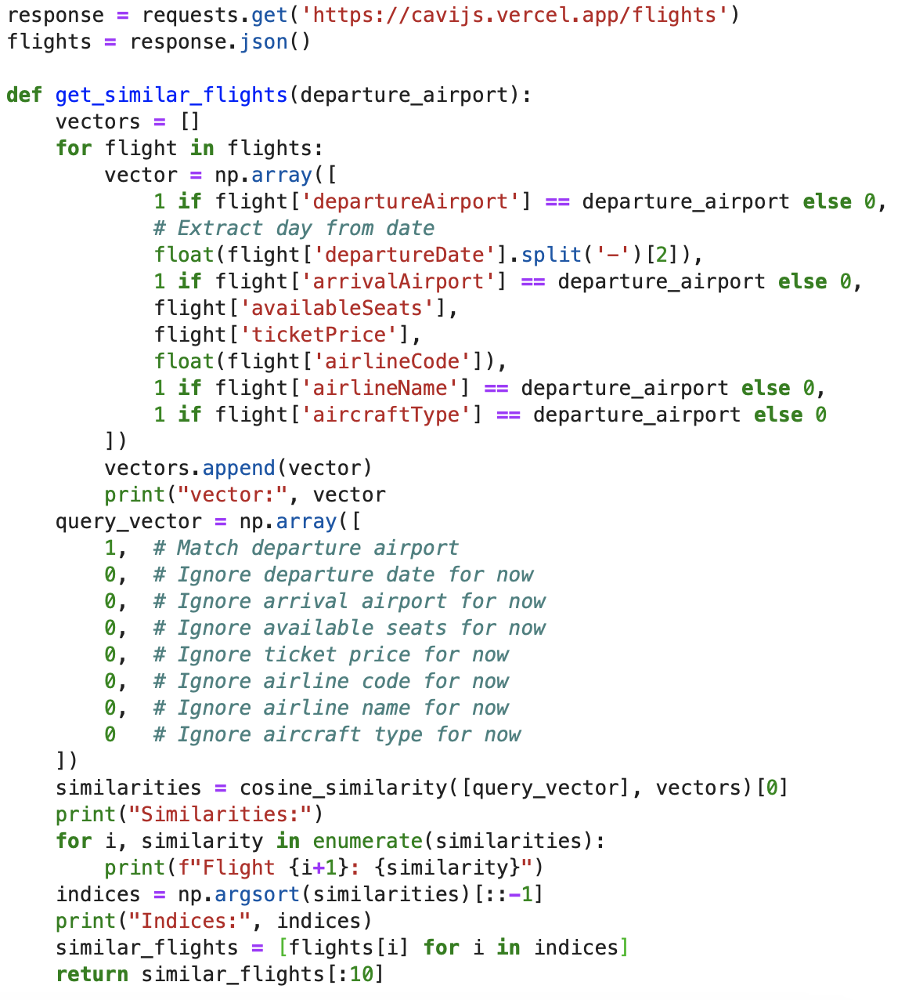 response = requests.get('https://cavijs.vercel.app/flights')
flights = response.json()

def get_similar_flights(departure_airport):
    vectors = []
    for flight in flights:
        vector = np.array([
            1 if flight['departureAirport'] == departure_airport else 0,
            # Extract day from date
            float(flight['departureDate'].split('-')[2]),
            1 if flight['arrivalAirport'] == departure_airport else 0,
            flight['availableSeats'],
            flight['ticketPrice'],
            float(flight['airlineCode']),
            1 if flight['airlineName'] == departure_airport else 0,
            1 if flight['aircraftType'] == departure_airport else 0
        ])
        vectors.append(vector)
        print("vector:", vector
    query_vector = np.array([
        1,  # Match departure airport
        0,  # Ignore departure date for now
        0,  # Ignore arrival airport for now
        0,  # Ignore available seats for now
        0,  # Ignore ticket price for now
        0,  # Ignore airline code for now
        0,  # Ignore airline name for now
        0   # Ignore aircraft type for now
    ])
    similarities = cosine_similarity([query_vector], vectors)[0]
    print("Similarities:")
    for i, similarity in enumerate(similarities):
        print(f"Flight {i+1}: {similarity}")
    indices = np.argsort(similarities)[::-1]
    print("Indices:", indices)
    similar_flights = [flights[i] for i in indices]
    return similar_flights[:10]